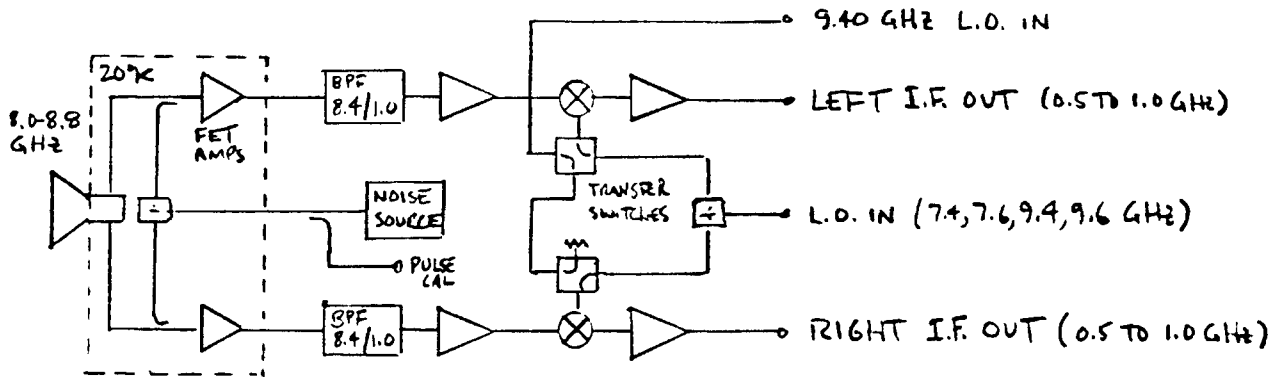 9.40 GHz L.O. IN
20°K
BPF
8.4/1.0
LEFT I.F. OUT (0.5 TO 1.0 GHz)
8.0-8.8
GHz
FET
AMPS
NOISE
SOURCE
TRANSFER
SWITCHES
÷
÷
L.O. IN (7.4, 7.6, 9.4, 9.6 GHz)
PULSE
CAL
BPF
8.4/1.0
RIGHT I.F. OUT (0.5 TO 1.0 GHz)